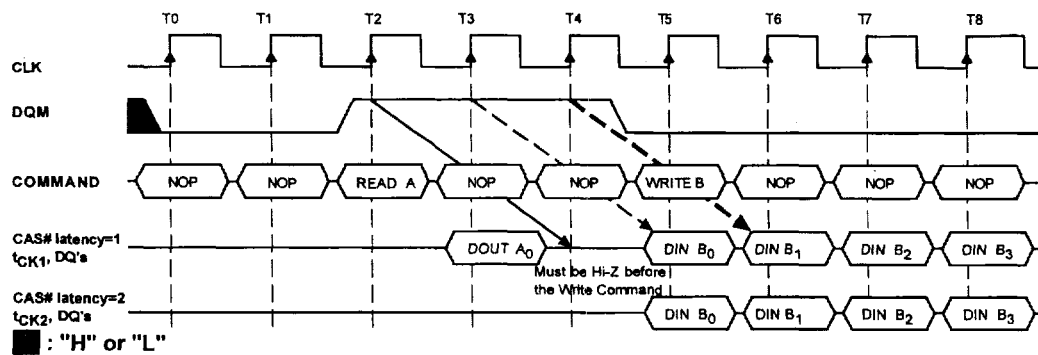 T0 T1 T2 T3 T4 T5 T6 T7 T8
CLK
DQM
COMMAND NOP NOP READ A NOP NOP WRITE B NOP NOP NOP
CAS# latency=1
tCK1, DQ's DOUT A0 DIN B0 DIN B1 DIN B2 DIN B3
Must be Hi-Z before
the Write Command
CAS# latency=2
tCK2, DQ's DIN B0 DIN B1 DIN B2 DIN B3
: "H" or "L"